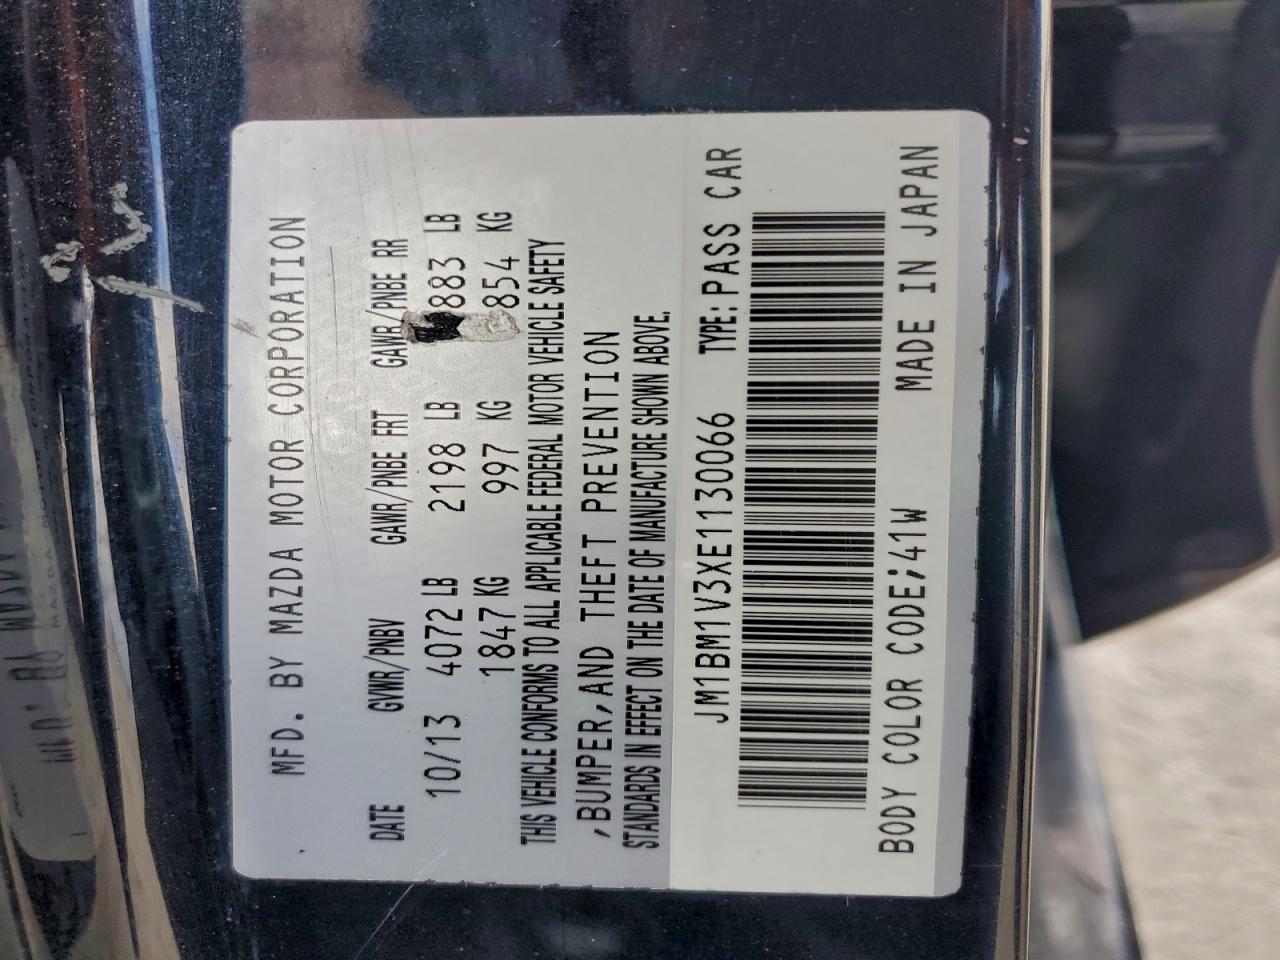 MFD. BY MAZDA MOTOR CORPORATION
DATE GVWR/PNBV GAWR/PNBE FRT GAWR/PNBE RR
10/13 4072 LB 2198 LB 883 LB
1847 KG 997 KG 854 KG
THIS VEHICLE CONFORMS TO ALL APPLICABLE FEDERAL MOTOR VEHICLE SAFETY
,BUMPER,AND THEFT PREVENTION
STANDARDS IN EFFECT ON THE DATE OF MANUFACTURE SHOWN ABOVE.
JM1BM1V3XE1130066 TYPE:PASS CAR
BODY COLOR CODE;41W MADE IN JAPAN